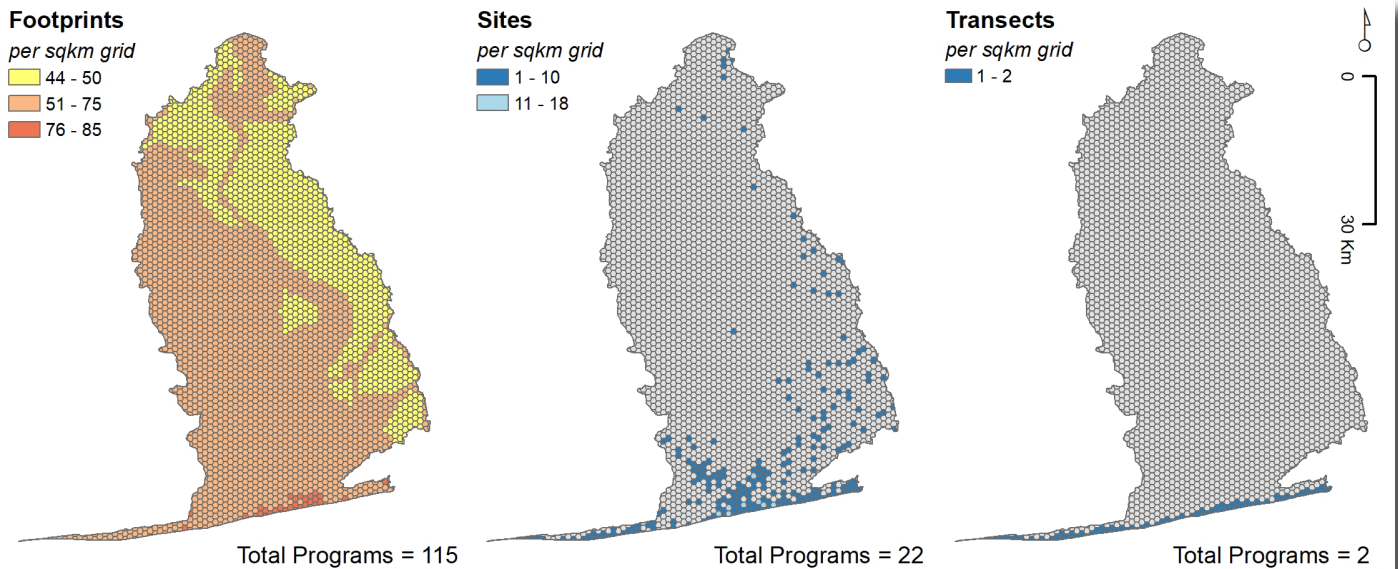 Footprints
per sqkm grid
44 - 50
51 - 75
76 - 85
Total Programs = 115
Sites
per sqkm grid
1 - 10
11 - 18
Total Programs = 22
Transects
per sqkm grid
1 - 2
Total Programs = 2
0
30 Km